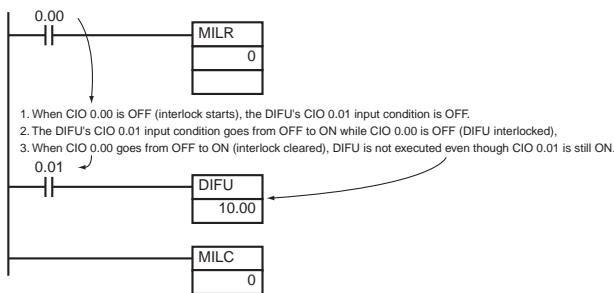 0.00
MILR
0
1. When CIO 0.00 is OFF (interlock starts), the DIFU's CIO 0.01 input condition is OFF.
2. The DIFU's CIO 0.01 input condition goes from OFF to ON while CIO 0.00 is OFF (DIFU interlocked),
3. When CIO 0.00 goes from OFF to ON (interlock cleared), DIFU is not executed even though CIO 0.01 is still ON.
0.01
DIFU
10.00
MILC
0